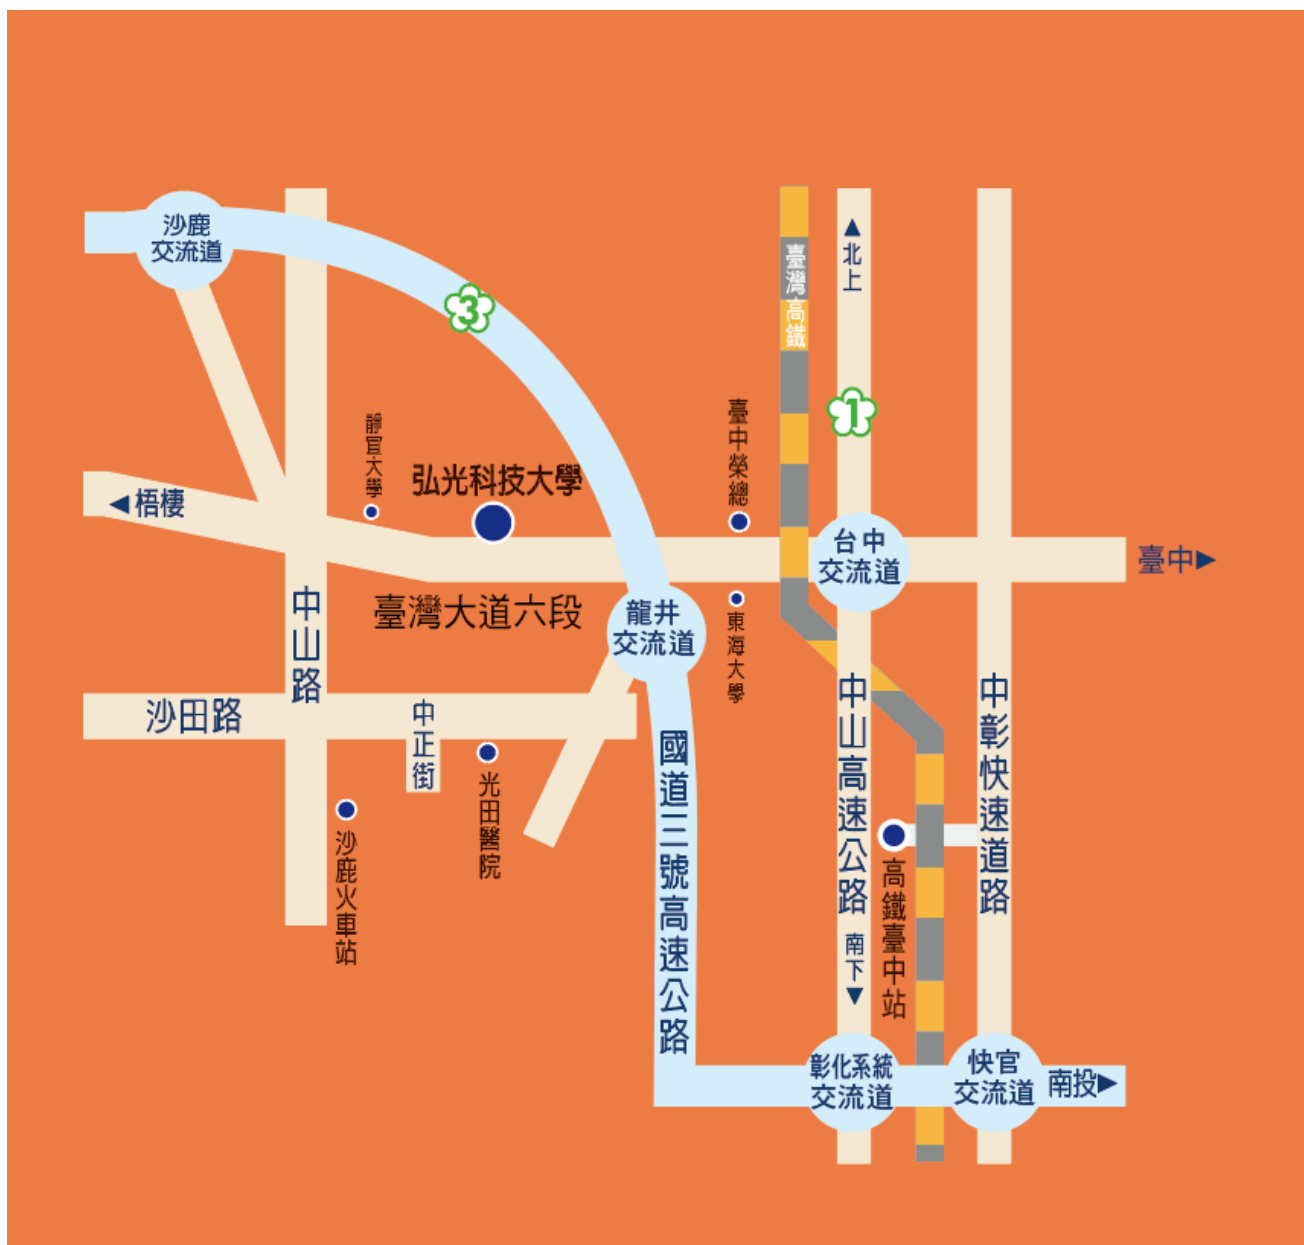 沙鹿
交流道
3
北上
臺灣高鐵
1
靜宜大學
弘光科技大學
臺中榮總
梧棲
台中
交流道
臺中
中山路
臺灣大道六段
龍井
交流道
東海大學
沙田路
中正街
光田醫院
沙鹿火車站
國道三號高速公路
中山高速公路
中彰快速道路
高鐵臺中站
南下
彰化系統
交流道
快官
交流道
南投